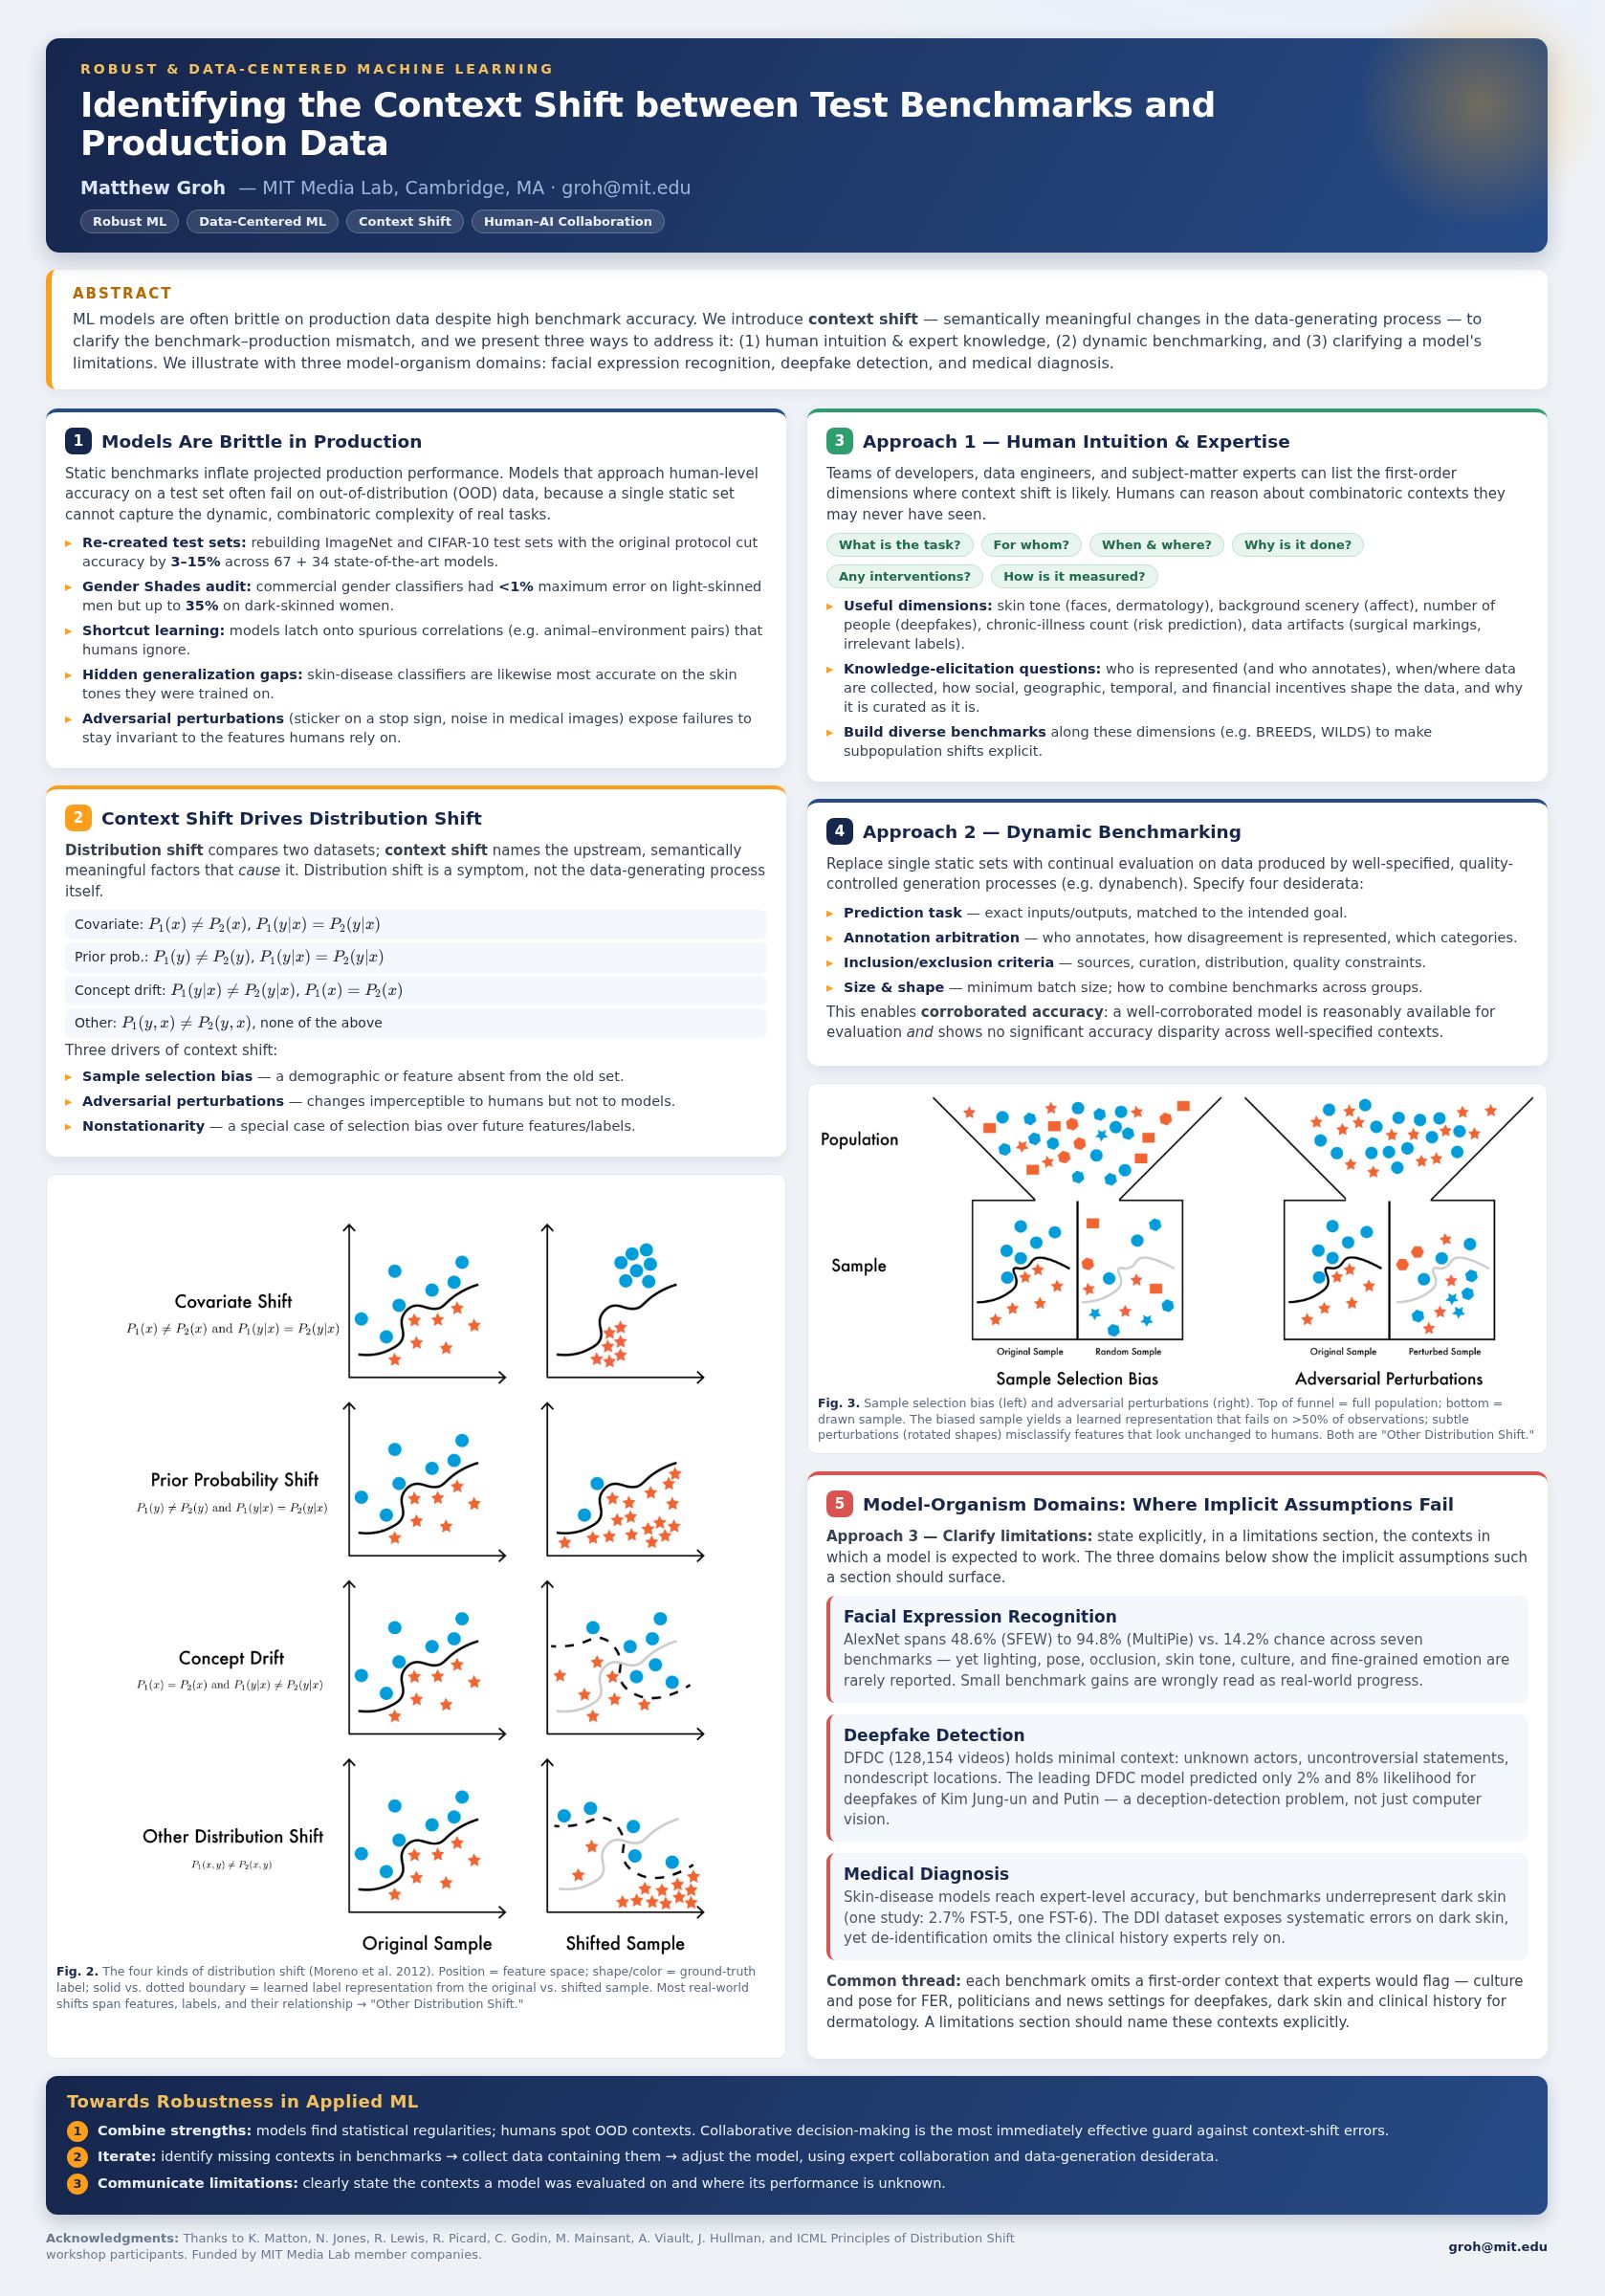 ROBUST & DATA-CENTERED MACHINE LEARNING
Identifying the Context Shift between Test Benchmarks and
Production Data
Matthew Groh — MIT Media Lab, Cambridge, MA · groh@mit.edu
Robust ML Data-Centered ML Context Shift Human–AI Collaboration
ABSTRACT
ML models are often brittle on production data despite high benchmark accuracy. We introduce context shift — semantically meaningful changes in the data-generating process — to
clarify the benchmark–production mismatch, and we present three ways to address it: (1) human intuition & expert knowledge, (2) dynamic benchmarking, and (3) clarifying a model's
limitations. We illustrate with three model-organism domains: facial expression recognition, deepfake detection, and medical diagnosis.
1 Models Are Brittle in Production
Static benchmarks inflate projected production performance. Models that approach human-level
accuracy on a test set often fail on out-of-distribution (OOD) data, because a single static set
cannot capture the dynamic, combinatoric complexity of real tasks.
▸ Re-created test sets: rebuilding ImageNet and CIFAR-10 test sets with the original protocol cut
accuracy by 3–15% across 67 + 34 state-of-the-art models.
▸ Gender Shades audit: commercial gender classifiers had <1% maximum error on light-skinned
men but up to 35% on dark-skinned women.
▸ Shortcut learning: models latch onto spurious correlations (e.g. animal–environment pairs) that
humans ignore.
▸ Hidden generalization gaps: skin-disease classifiers are likewise most accurate on the skin
tones they were trained on.
▸ Adversarial perturbations (sticker on a stop sign, noise in medical images) expose failures to
stay invariant to the features humans rely on.
2 Context Shift Drives Distribution Shift
Distribution shift compares two datasets; context shift names the upstream, semantically
meaningful factors that cause it. Distribution shift is a symptom, not the data-generating process
itself.
Covariate: P₁(x) ≠ P₂(x), P₁(y|x) = P₂(y|x)
Prior prob.: P₁(y) ≠ P₂(y), P₁(y|x) = P₂(y|x)
Concept drift: P₁(y|x) ≠ P₂(y|x), P₁(x) = P₂(x)
Other: P₁(y, x) ≠ P₂(y, x), none of the above
Three drivers of context shift:
▸ Sample selection bias — a demographic or feature absent from the old set.
▸ Adversarial perturbations — changes imperceptible to humans but not to models.
▸ Nonstationarity — a special case of selection bias over future features/labels.
Covariate Shift
P₁(x) ≠ P₂(x) and P₁(y|x) = P₂(y|x)
Prior Probability Shift
P₁(y) ≠ P₂(y) and P₁(y|x) = P₂(y|x)
Concept Drift
P₁(x) = P₂(x) and P₁(y|x) ≠ P₂(y|x)
Other Distribution Shift
P₁(x, y) ≠ P₂(x, y)
Original Sample Shifted Sample
Fig. 2. The four kinds of distribution shift (Moreno et al. 2012). Position = feature space; shape/color = ground-truth
label; solid vs. dotted boundary = learned label representation from the original vs. shifted sample. Most real-world
shifts span features, labels, and their relationship → "Other Distribution Shift."
3 Approach 1 — Human Intuition & Expertise
Teams of developers, data engineers, and subject-matter experts can list the first-order
dimensions where context shift is likely. Humans can reason about combinatoric contexts they
may never have seen.
What is the task? For whom? When & where? Why is it done?
Any interventions? How is it measured?
▸ Useful dimensions: skin tone (faces, dermatology), background scenery (affect), number of
people (deepfakes), chronic-illness count (risk prediction), data artifacts (surgical markings,
irrelevant labels).
▸ Knowledge-elicitation questions: who is represented (and who annotates), when/where data
are collected, how social, geographic, temporal, and financial incentives shape the data, and why
it is curated as it is.
▸ Build diverse benchmarks along these dimensions (e.g. BREEDS, WILDS) to make
subpopulation shifts explicit.
4 Approach 2 — Dynamic Benchmarking
Replace single static sets with continual evaluation on data produced by well-specified, quality-
controlled generation processes (e.g. dynabench). Specify four desiderata:
▸ Prediction task — exact inputs/outputs, matched to the intended goal.
▸ Annotation arbitration — who annotates, how disagreement is represented, which categories.
▸ Inclusion/exclusion criteria — sources, curation, distribution, quality constraints.
▸ Size & shape — minimum batch size; how to combine benchmarks across groups.
This enables corroborated accuracy: a well-corroborated model is reasonably available for
evaluation and shows no significant accuracy disparity across well-specified contexts.
Population
Sample
Original Sample Random Sample Original Sample Perturbed Sample
Sample Selection Bias Adversarial Perturbations
Fig. 3. Sample selection bias (left) and adversarial perturbations (right). Top of funnel = full population; bottom =
drawn sample. The biased sample yields a learned representation that fails on >50% of observations; subtle
perturbations (rotated shapes) misclassify features that look unchanged to humans. Both are "Other Distribution Shift."
5 Model-Organism Domains: Where Implicit Assumptions Fail
Approach 3 — Clarify limitations: state explicitly, in a limitations section, the contexts in
which a model is expected to work. The three domains below show the implicit assumptions such
a section should surface.
Facial Expression Recognition
AlexNet spans 48.6% (SFEW) to 94.8% (MultiPie) vs. 14.2% chance across seven
benchmarks — yet lighting, pose, occlusion, skin tone, culture, and fine-grained emotion are
rarely reported. Small benchmark gains are wrongly read as real-world progress.
Deepfake Detection
DFDC (128,154 videos) holds minimal context: unknown actors, uncontroversial statements,
nondescript locations. The leading DFDC model predicted only 2% and 8% likelihood for
deepfakes of Kim Jung-un and Putin — a deception-detection problem, not just computer
vision.
Medical Diagnosis
Skin-disease models reach expert-level accuracy, but benchmarks underrepresent dark skin
(one study: 2.7% FST-5, one FST-6). The DDI dataset exposes systematic errors on dark skin,
yet de-identification omits the clinical history experts rely on.
Common thread: each benchmark omits a first-order context that experts would flag — culture
and pose for FER, politicians and news settings for deepfakes, dark skin and clinical history for
dermatology. A limitations section should name these contexts explicitly.
Towards Robustness in Applied ML
1 Combine strengths: models find statistical regularities; humans spot OOD contexts. Collaborative decision-making is the most immediately effective guard against context-shift errors.
2 Iterate: identify missing contexts in benchmarks → collect data containing them → adjust the model, using expert collaboration and data-generation desiderata.
3 Communicate limitations: clearly state the contexts a model was evaluated on and where its performance is unknown.
Acknowledgments: Thanks to K. Matton, N. Jones, R. Lewis, R. Picard, C. Godin, M. Mainsant, A. Viault, J. Hullman, and ICML Principles of Distribution Shift
workshop participants. Funded by MIT Media Lab member companies.
groh@mit.edu